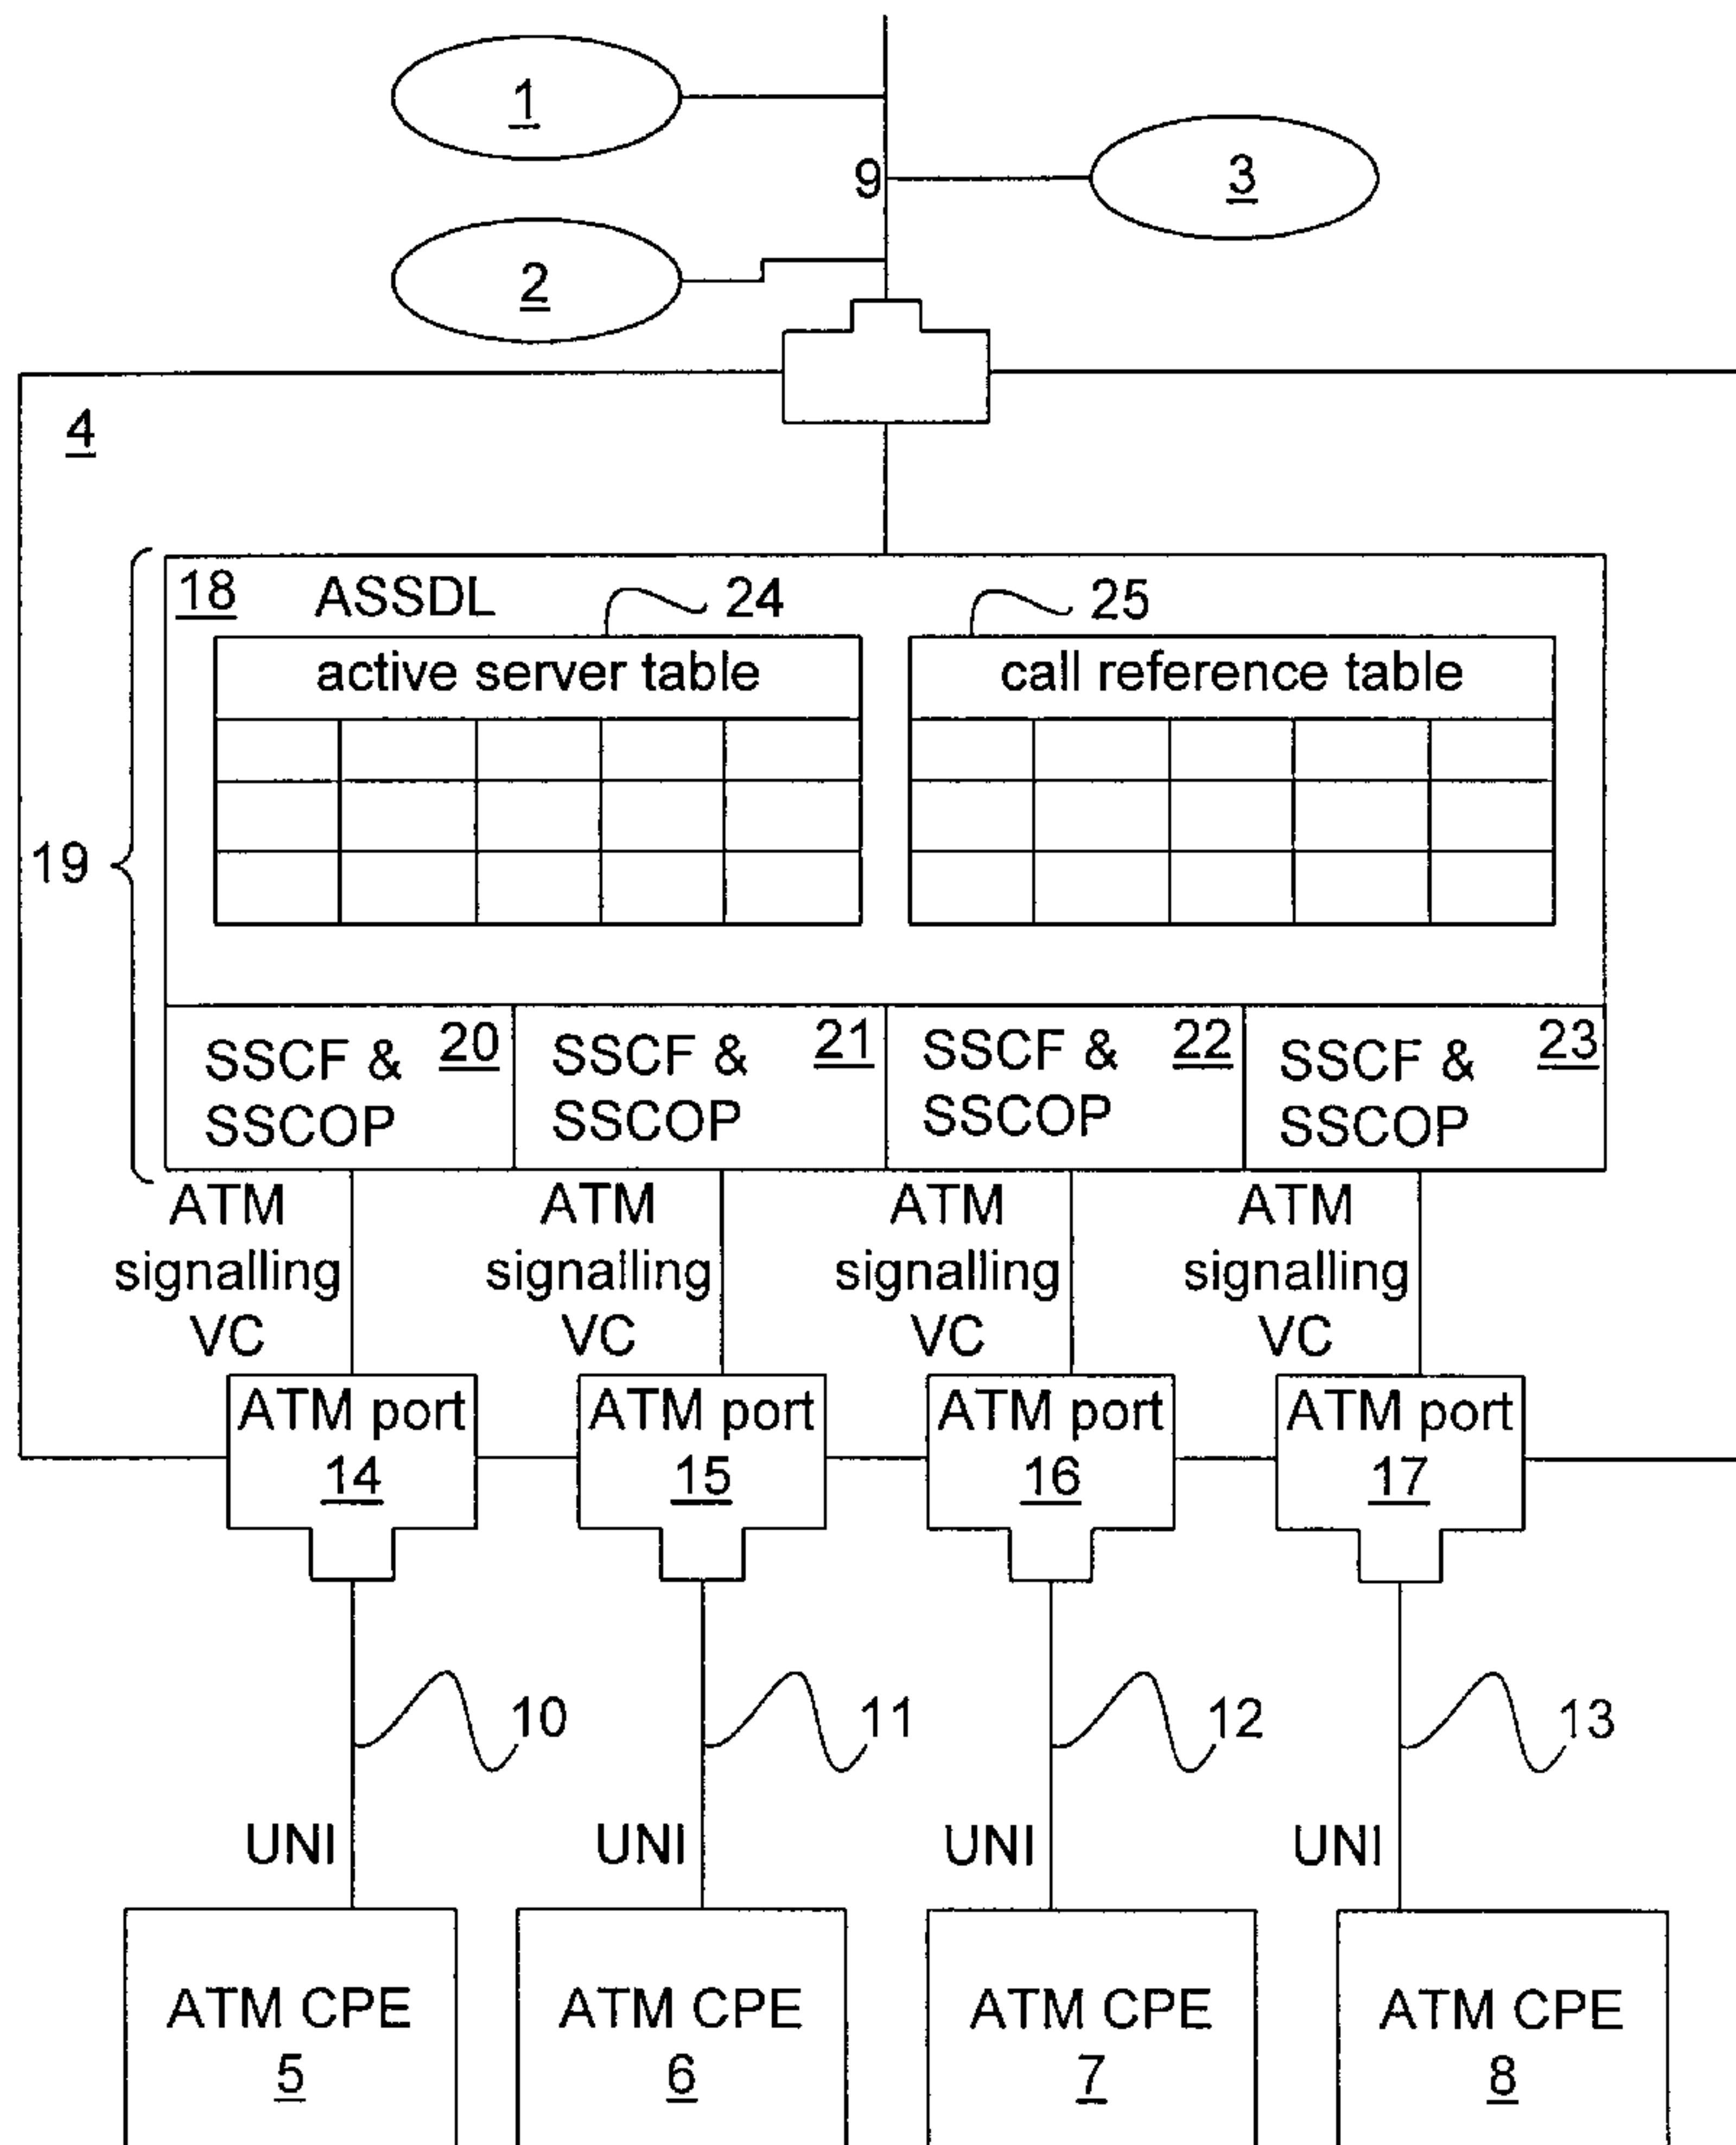 1
9
3
2
4
18 ASSDL 24 25
active server table call reference table
19
SSCF & 20 SSCF & 21 SSCF & 22 SSCF & 23
SSCOP SSCOP SSCOP SSCOP
ATM ATM ATM ATM
signalling signalling signalling signalling
VC VC VC VC
ATM port ATM port ATM port ATM port
14 15 16 17
10 11 12 13
UNI UNI UNI UNI
ATM CPE ATM CPE ATM CPE ATM CPE
5 6 7 8